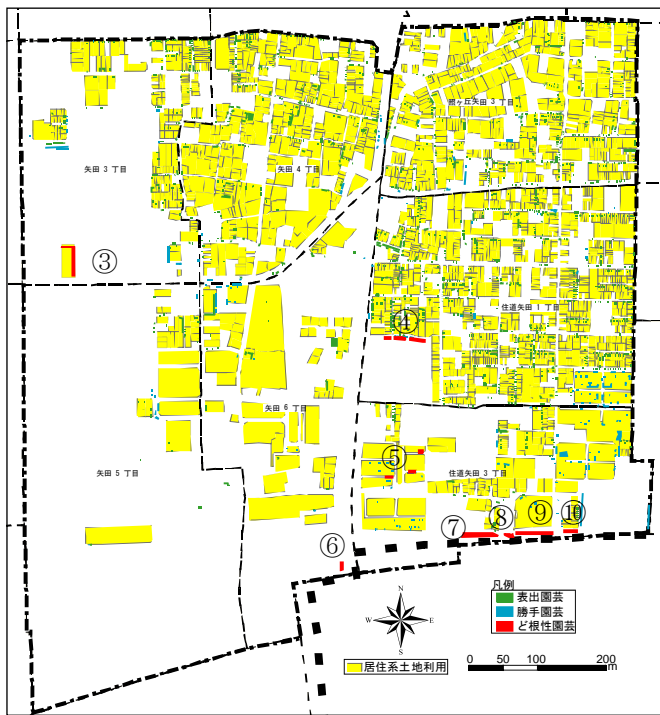 照ヶ丘矢田 3 丁目
矢田 3 丁目
矢田 4 丁目
③
住道矢田 1 丁目
④
矢田 6 丁目
⑤
矢田 5 丁目
住道矢田 3 丁目
⑦ ⑧ ⑨ ⑩
⑥
N
W E
S
凡例
表出園芸
勝手園芸
ど根性園芸
居住系土地利用
0 50 100 200
m